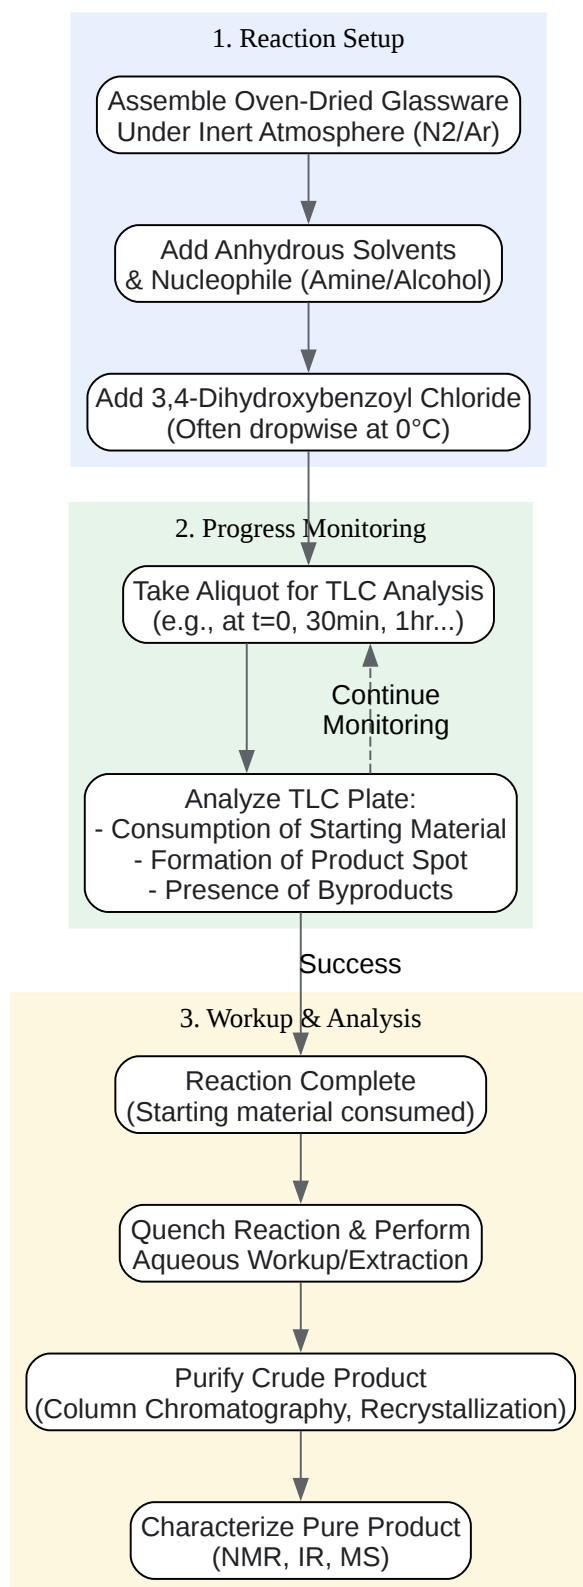 1. Reaction Setup
Assemble Oven-Dried Glassware
Under Inert Atmosphere (N2/Ar)
Add Anhydrous Solvents
& Nucleophile (Amine/Alcohol)
Add 3,4-Dihydroxybenzoyl Chloride
(Often dropwise at 0°C)
2. Progress Monitoring
Take Aliquot for TLC Analysis
(e.g., at t=0, 30min, 1hr...)
Continue
Monitoring
Analyze TLC Plate:
- Consumption of Starting Material
- Formation of Product Spot
- Presence of Byproducts
Success
3. Workup & Analysis
Reaction Complete
(Starting material consumed)
Quench Reaction & Perform
Aqueous Workup/Extraction
Purify Crude Product
(Column Chromatography, Recrystallization)
Characterize Pure Product
(NMR, IR, MS)